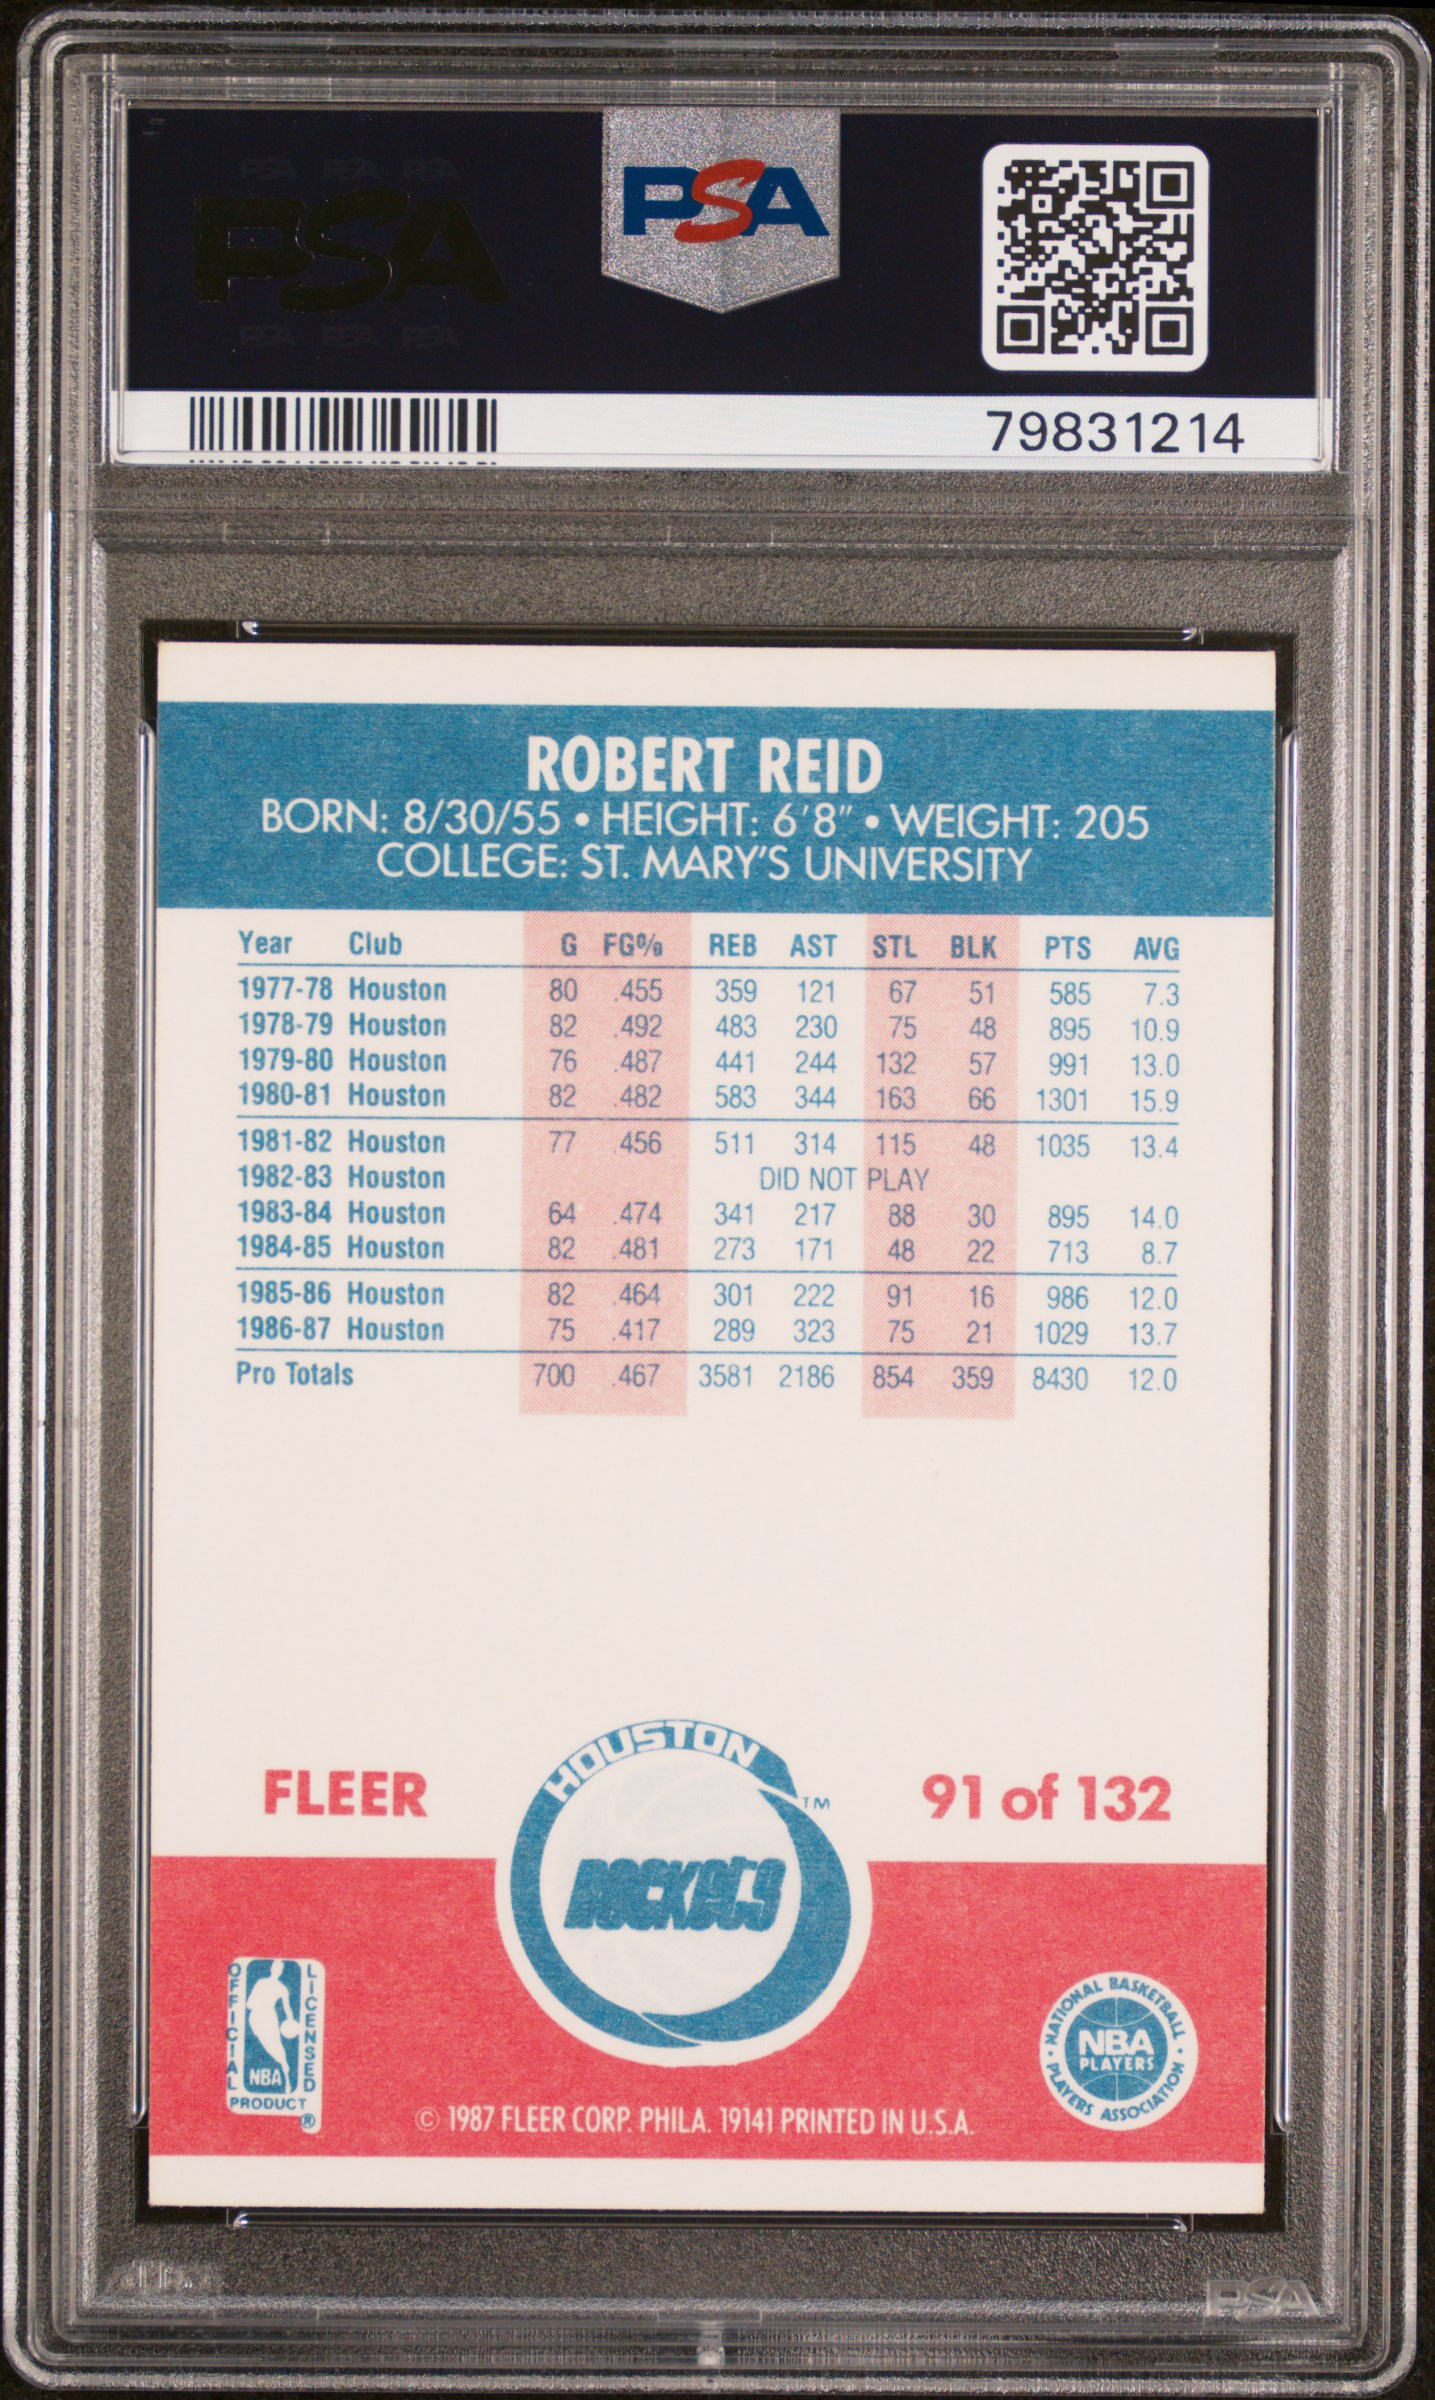 PSA PSA PSA
PSA
PSA PSA PSA
PSA
79831214
ROBERT REID
BORN: 8/30/55 • HEIGHT: 6'8" • WEIGHT: 205
COLLEGE: ST. MARY'S UNIVERSITY
Year Club G FG% REB AST STL BLK PTS AVG
1977-78 Houston 80 .455 359 121 67 51 585 7.3
1978-79 Houston 82 .492 483 230 75 48 895 10.9
1979-80 Houston 76 .487 441 244 132 57 991 13.0
1980-81 Houston 82 .482 583 344 163 66 1301 15.9
1981-82 Houston 77 .456 511 314 115 48 1035 13.4
1982-83 Houston DID NOT PLAY
1983-84 Houston 64 .474 341 217 88 30 895 14.0
1984-85 Houston 82 .481 273 171 48 22 713 8.7
1985-86 Houston 82 .464 301 222 91 16 986 12.0
1986-87 Houston 75 .417 289 323 75 21 1029 13.7
Pro Totals 700 .467 3581 2186 854 359 8430 12.0
FLEER
HOUSTON
ROCKETS
TM
91 of 132
OFFICIAL
LICENSED
NBA
PRODUCT
®
© 1987 FLEER CORP. PHILA. 19141 PRINTED IN U.S.A.
NATIONAL BASKETBALL
NBA
PLAYERS
PLAYERS ASSOCIATION
PSA